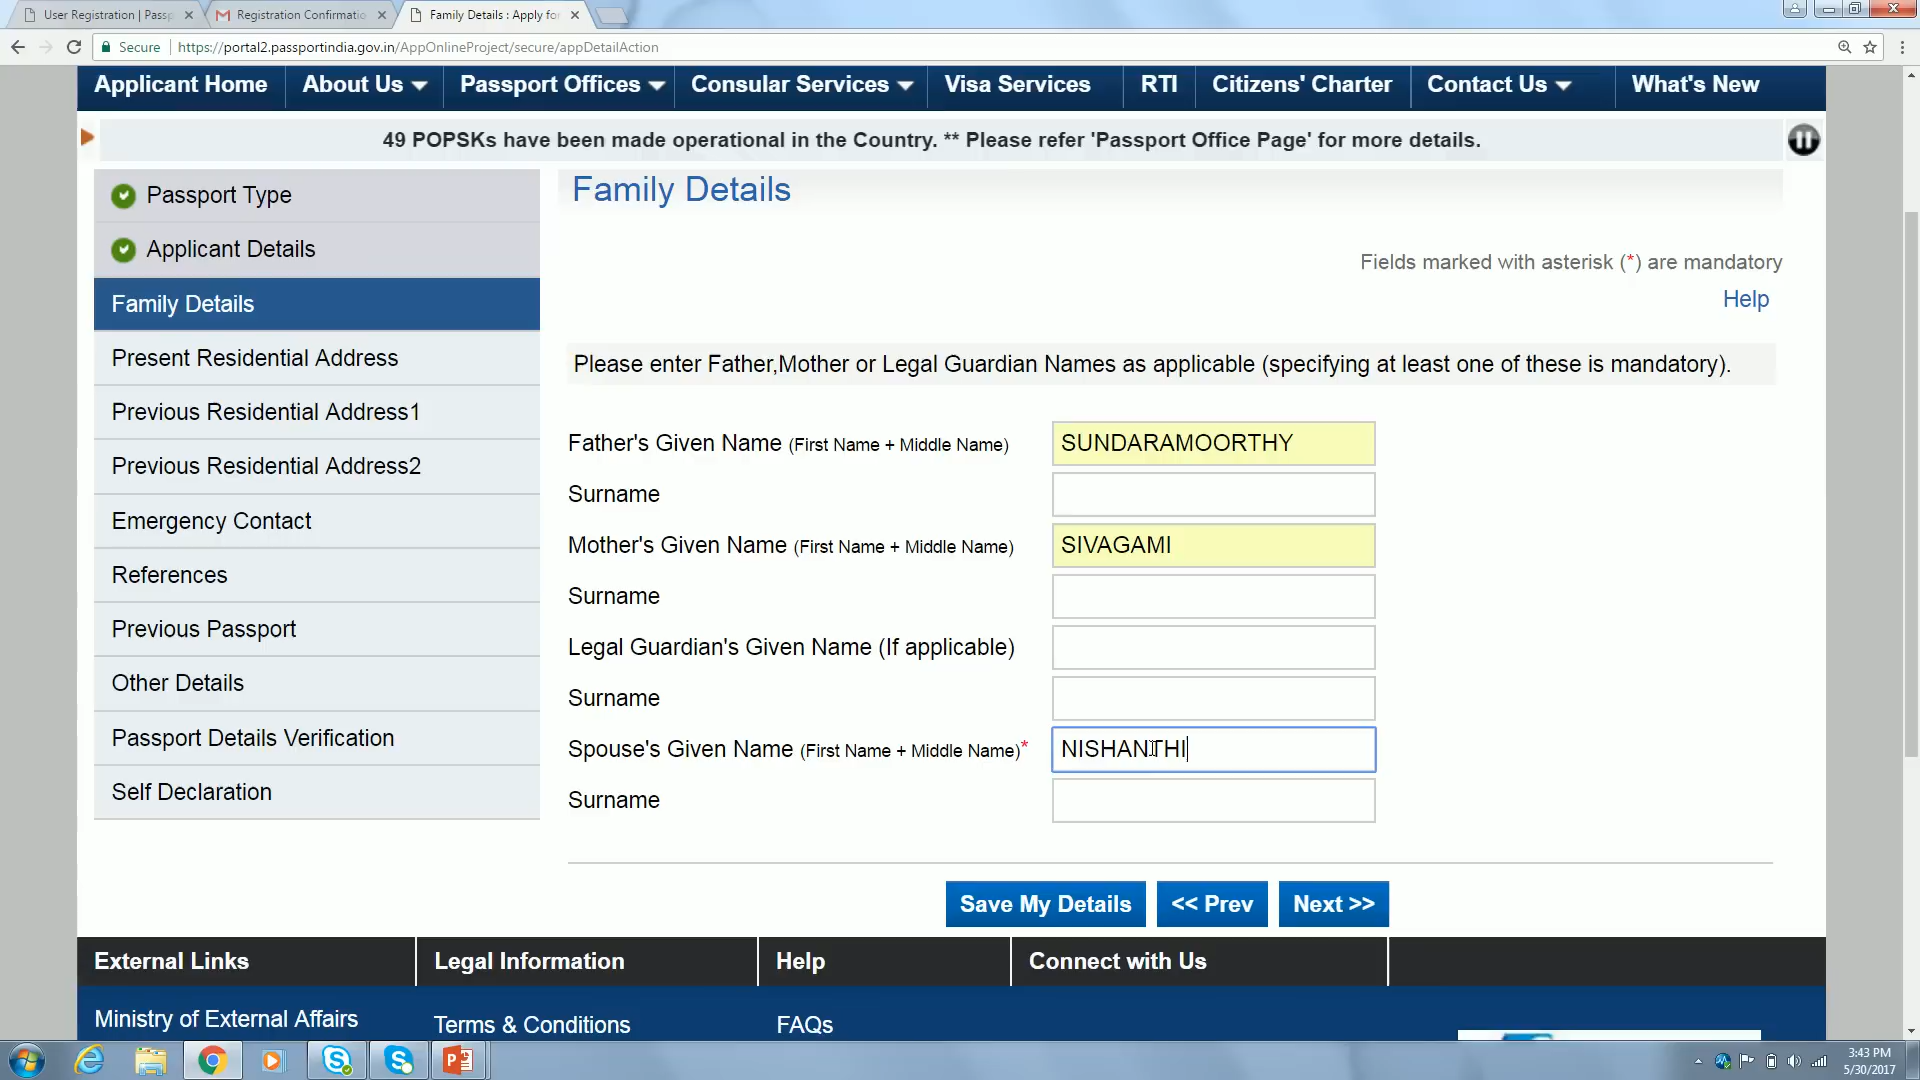 User Registration | Passp
Registration Confirmatio
Family Details : Apply fo
Secure
https://portal2.passportindia.gov.in/AppOnlineProject/secure/appDetailAction
Applicant Home
About Us
Passport Offices
Consular Services
Visa Services
RTI
Citizens' Charter
Contact Us
What's New
49 POPSKs have been made operational in the Country. ** Please refer 'Passport Office Page' for more details.
Passport Type
Applicant Details
Family Details
Present Residential Address
Previous Residential Address1
Previous Residential Address2
Emergency Contact
References
Previous Passport
Other Details
Passport Details Verification
Self Declaration
Family Details
Fields marked with asterisk (*) are mandatory
Help
Please enter Father,Mother or Legal Guardian Names as applicable (specifying at least one of these is mandatory).
Father's Given Name (First Name + Middle Name)
SUNDARAMOORTHY
Surname
Mother's Given Name (First Name + Middle Name)
SIVAGAMI
Surname
Legal Guardian's Given Name (If applicable)
Surname
Spouse's Given Name (First Name + Middle Name)*
NISHANTHI
Surname
Save My Details
<< Prev
Next >>
External Links
Legal Information
Help
Connect with Us
Ministry of External Affairs
Terms & Conditions
FAQs
3:43 PM
5/30/2017